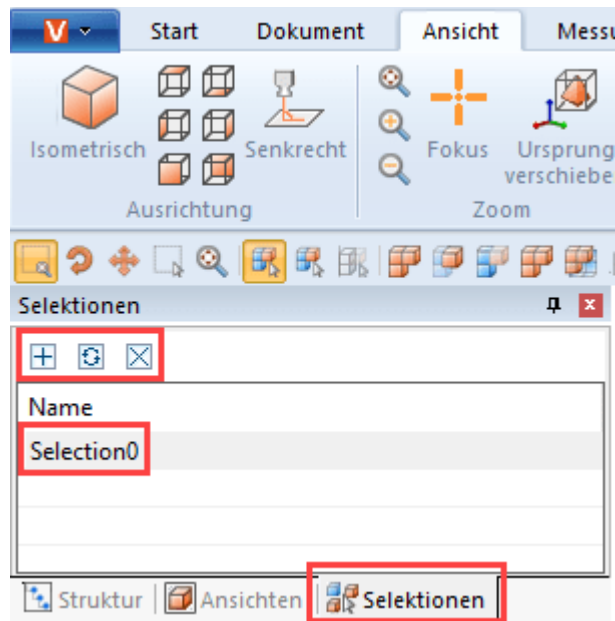 V Start Dokument Ansicht Messu
Isometrisch Senkrecht Fokus Ursprung
verschiebe
Ausrichtung Zoom
Selektionen
Name
Selection0
Struktur Ansichten Selektionen